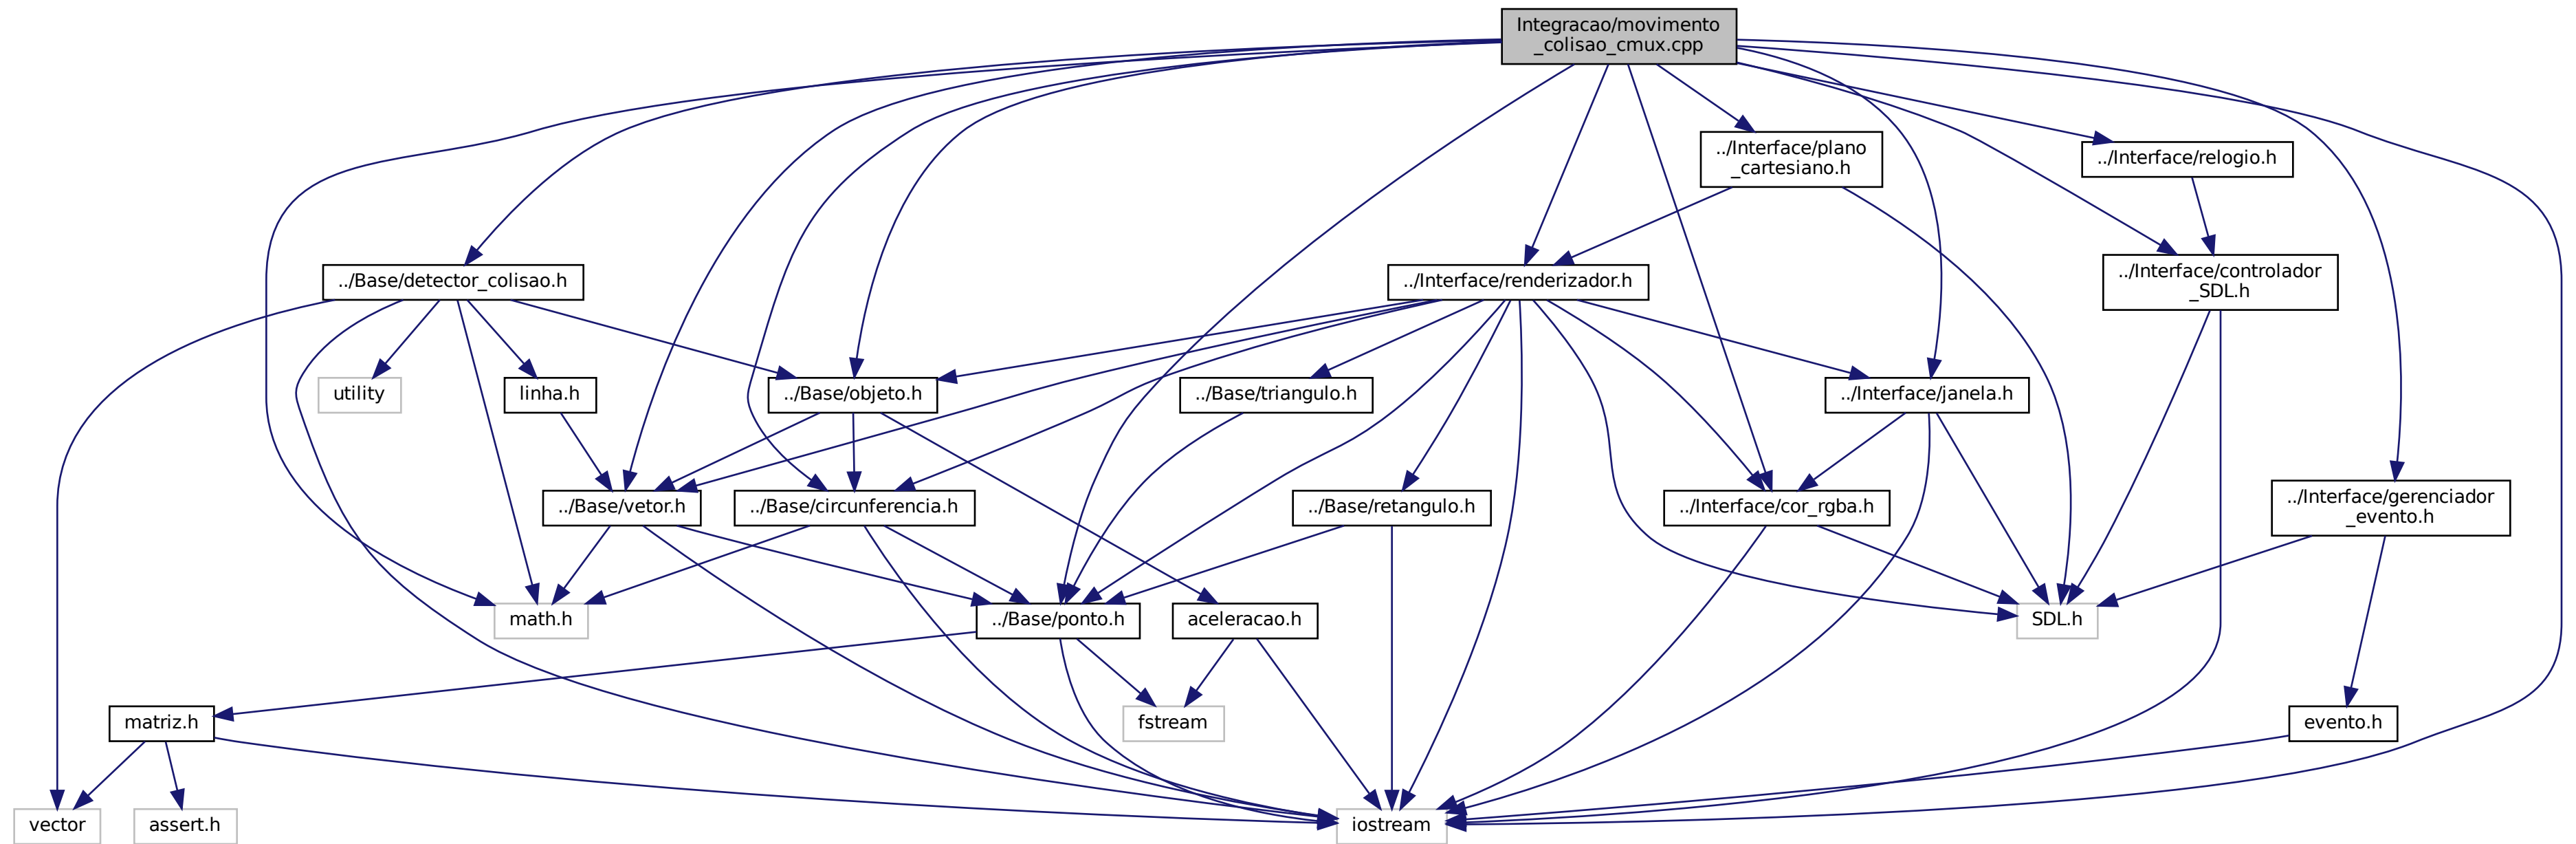 Integracao/movimento
_colisao_cmux.cpp
../Interface/plano
_cartesiano.h
../Interface/relogio.h
../Base/detector_colisao.h
../Interface/renderizador.h
../Interface/controlador
_SDL.h
utility
linha.h
../Base/objeto.h
../Base/triangulo.h
../Interface/janela.h
../Base/vetor.h
../Base/circunferencia.h
../Base/retangulo.h
../Interface/cor_rgba.h
../Interface/gerenciador
_evento.h
math.h
../Base/ponto.h
aceleracao.h
SDL.h
matriz.h
fstream
evento.h
vector
assert.h
iostream